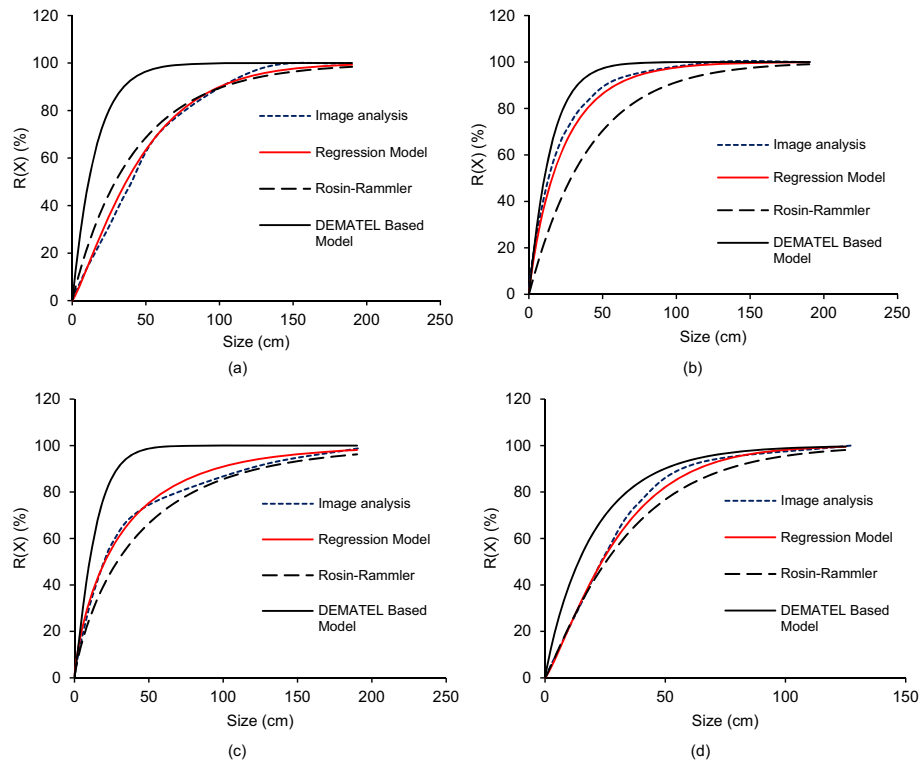 120
100
80
60
40
20
0
R(X) (%)
0 50 100 150 200 250
Size (cm)
Image analysis
Regression Model
Rosin-Rammler
DEMATEL Based
Model
(a)
120
100
80
60
40
20
0
R(X) (%)
0 50 100 150 200 250
Size (cm)
Image analysis
Regression Model
Rosin-Rammler
DEMATEL Based
Model
(b)
120
100
80
60
40
20
0
R(X) (%)
0 50 100 150 200 250
Size (cm)
Image analysis
Regression Model
Rosin-Rammler
DEMATEL Based
Model
(c)
120
100
80
60
40
20
0
R(X) (%)
0 50 100 150
Size (cm)
Image analysis
Regression Model
Rosin-Rammler
DEMATEL Based
Model
(d)